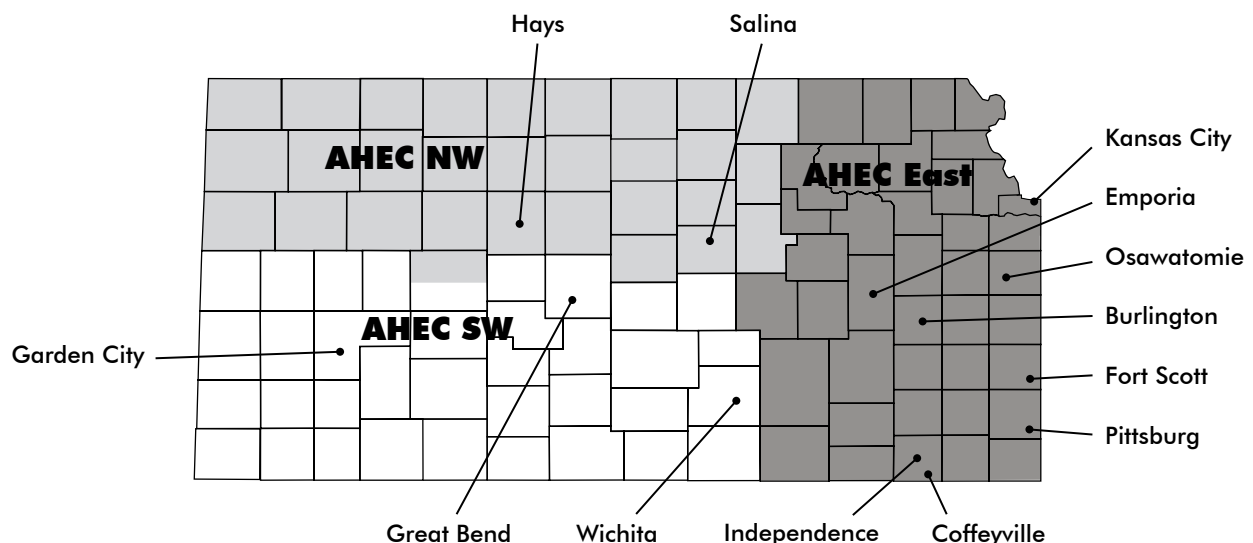 Hays
Salina
Kansas City
AHEC NW
AHEC East
Emporia
Osawatomie
Burlington
AHEC SW
Garden City
Fort Scott
Pittsburg
Great Bend
Wichita
Independence
Coffeyville